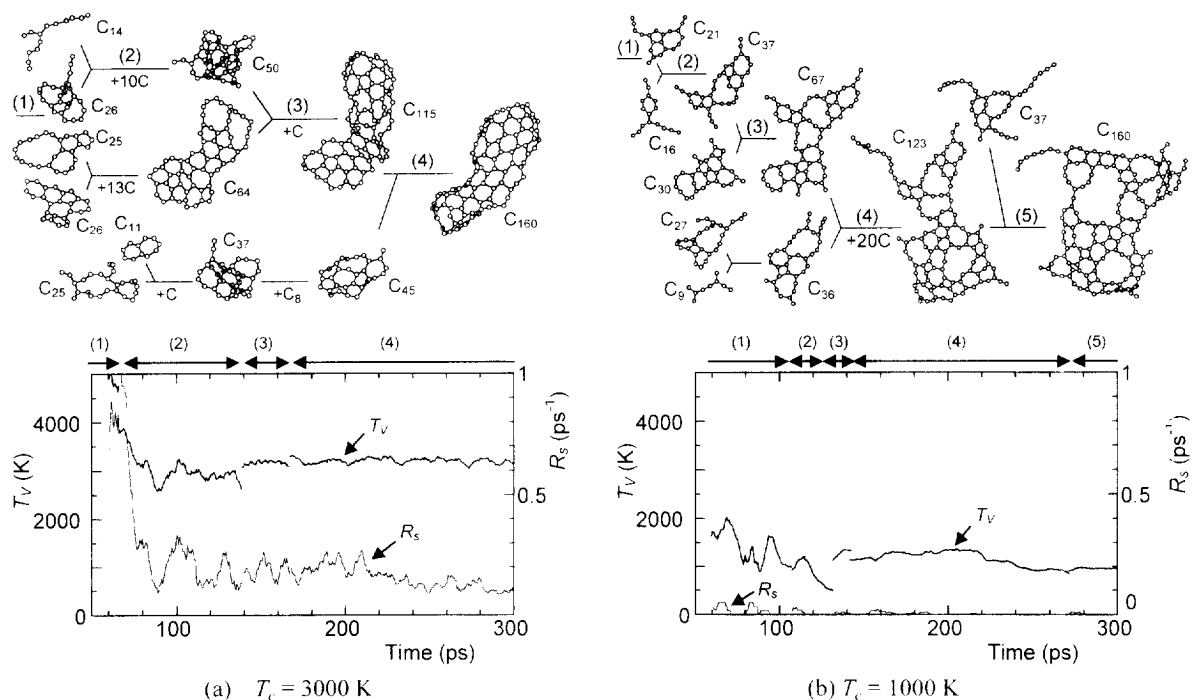 C14
(2)
+10C
C50
(1)
C26
C25
+13C
C26
C64
(3)
+C
C115
(4)
C160
C11
C25
+C
C37
+C8
C45
(1)
(2)
(3)
(4)
4000
2000
0
TV (K)
TV
Rs
1
0.5
Rs (ps-1)
100
200
300
Time (ps)
(a) Tc = 3000 K
(1)
C21
(2)
C37
C16
C67
(3)
C30
C27
C9
C36
(4)
+20C
C123
C37
(5)
C160
(1)
(2)
(3)
(4)
(5)
4000
2000
0
TV (K)
TV
Rs
1
0.5
0
Rs (ps-1)
100
200
300
Time (ps)
(b) Tc = 1000 K